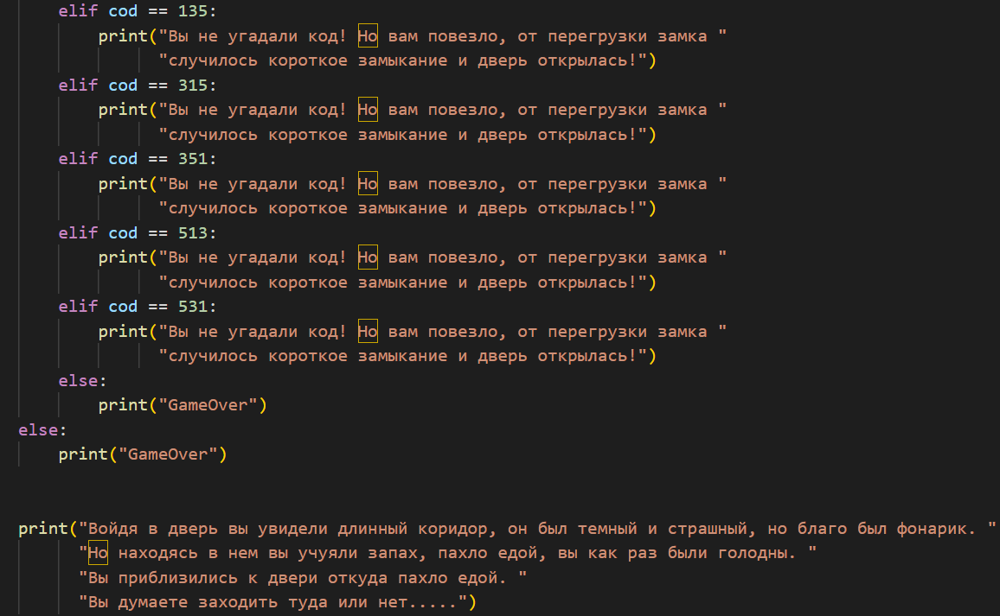 elif cod == 135:
print("Вы не угадали код! Но вам повезло, от перегрузки замка "
"случилось короткое замыкание и дверь открылась!")
elif cod == 315:
print("Вы не угадали код! Но вам повезло, от перегрузки замка "
"случилось короткое замыкание и дверь открылась!")
elif cod == 351:
print("Вы не угадали код! Но вам повезло, от перегрузки замка "
"случилось короткое замыкание и дверь открылась!")
elif cod == 513:
print("Вы не угадали код! Но вам повезло, от перегрузки замка "
"случилось короткое замыкание и дверь открылась!")
elif cod == 531:
print("Вы не угадали код! Но вам повезло, от перегрузки замка "
"случилось короткое замыкание и дверь открылась!")
else:
print("GameOver")
else:
print("GameOver")
print("Войдя в дверь вы увидели длинный коридор, он был темный и страшный, но благо был фонарик. "
"Но находясь в нем вы учуяли запах, пахло едой, вы как раз были голодны. "
"Вы приблизились к двери откуда пахло едой. "
"Вы думаете заходить туда или нет.....")